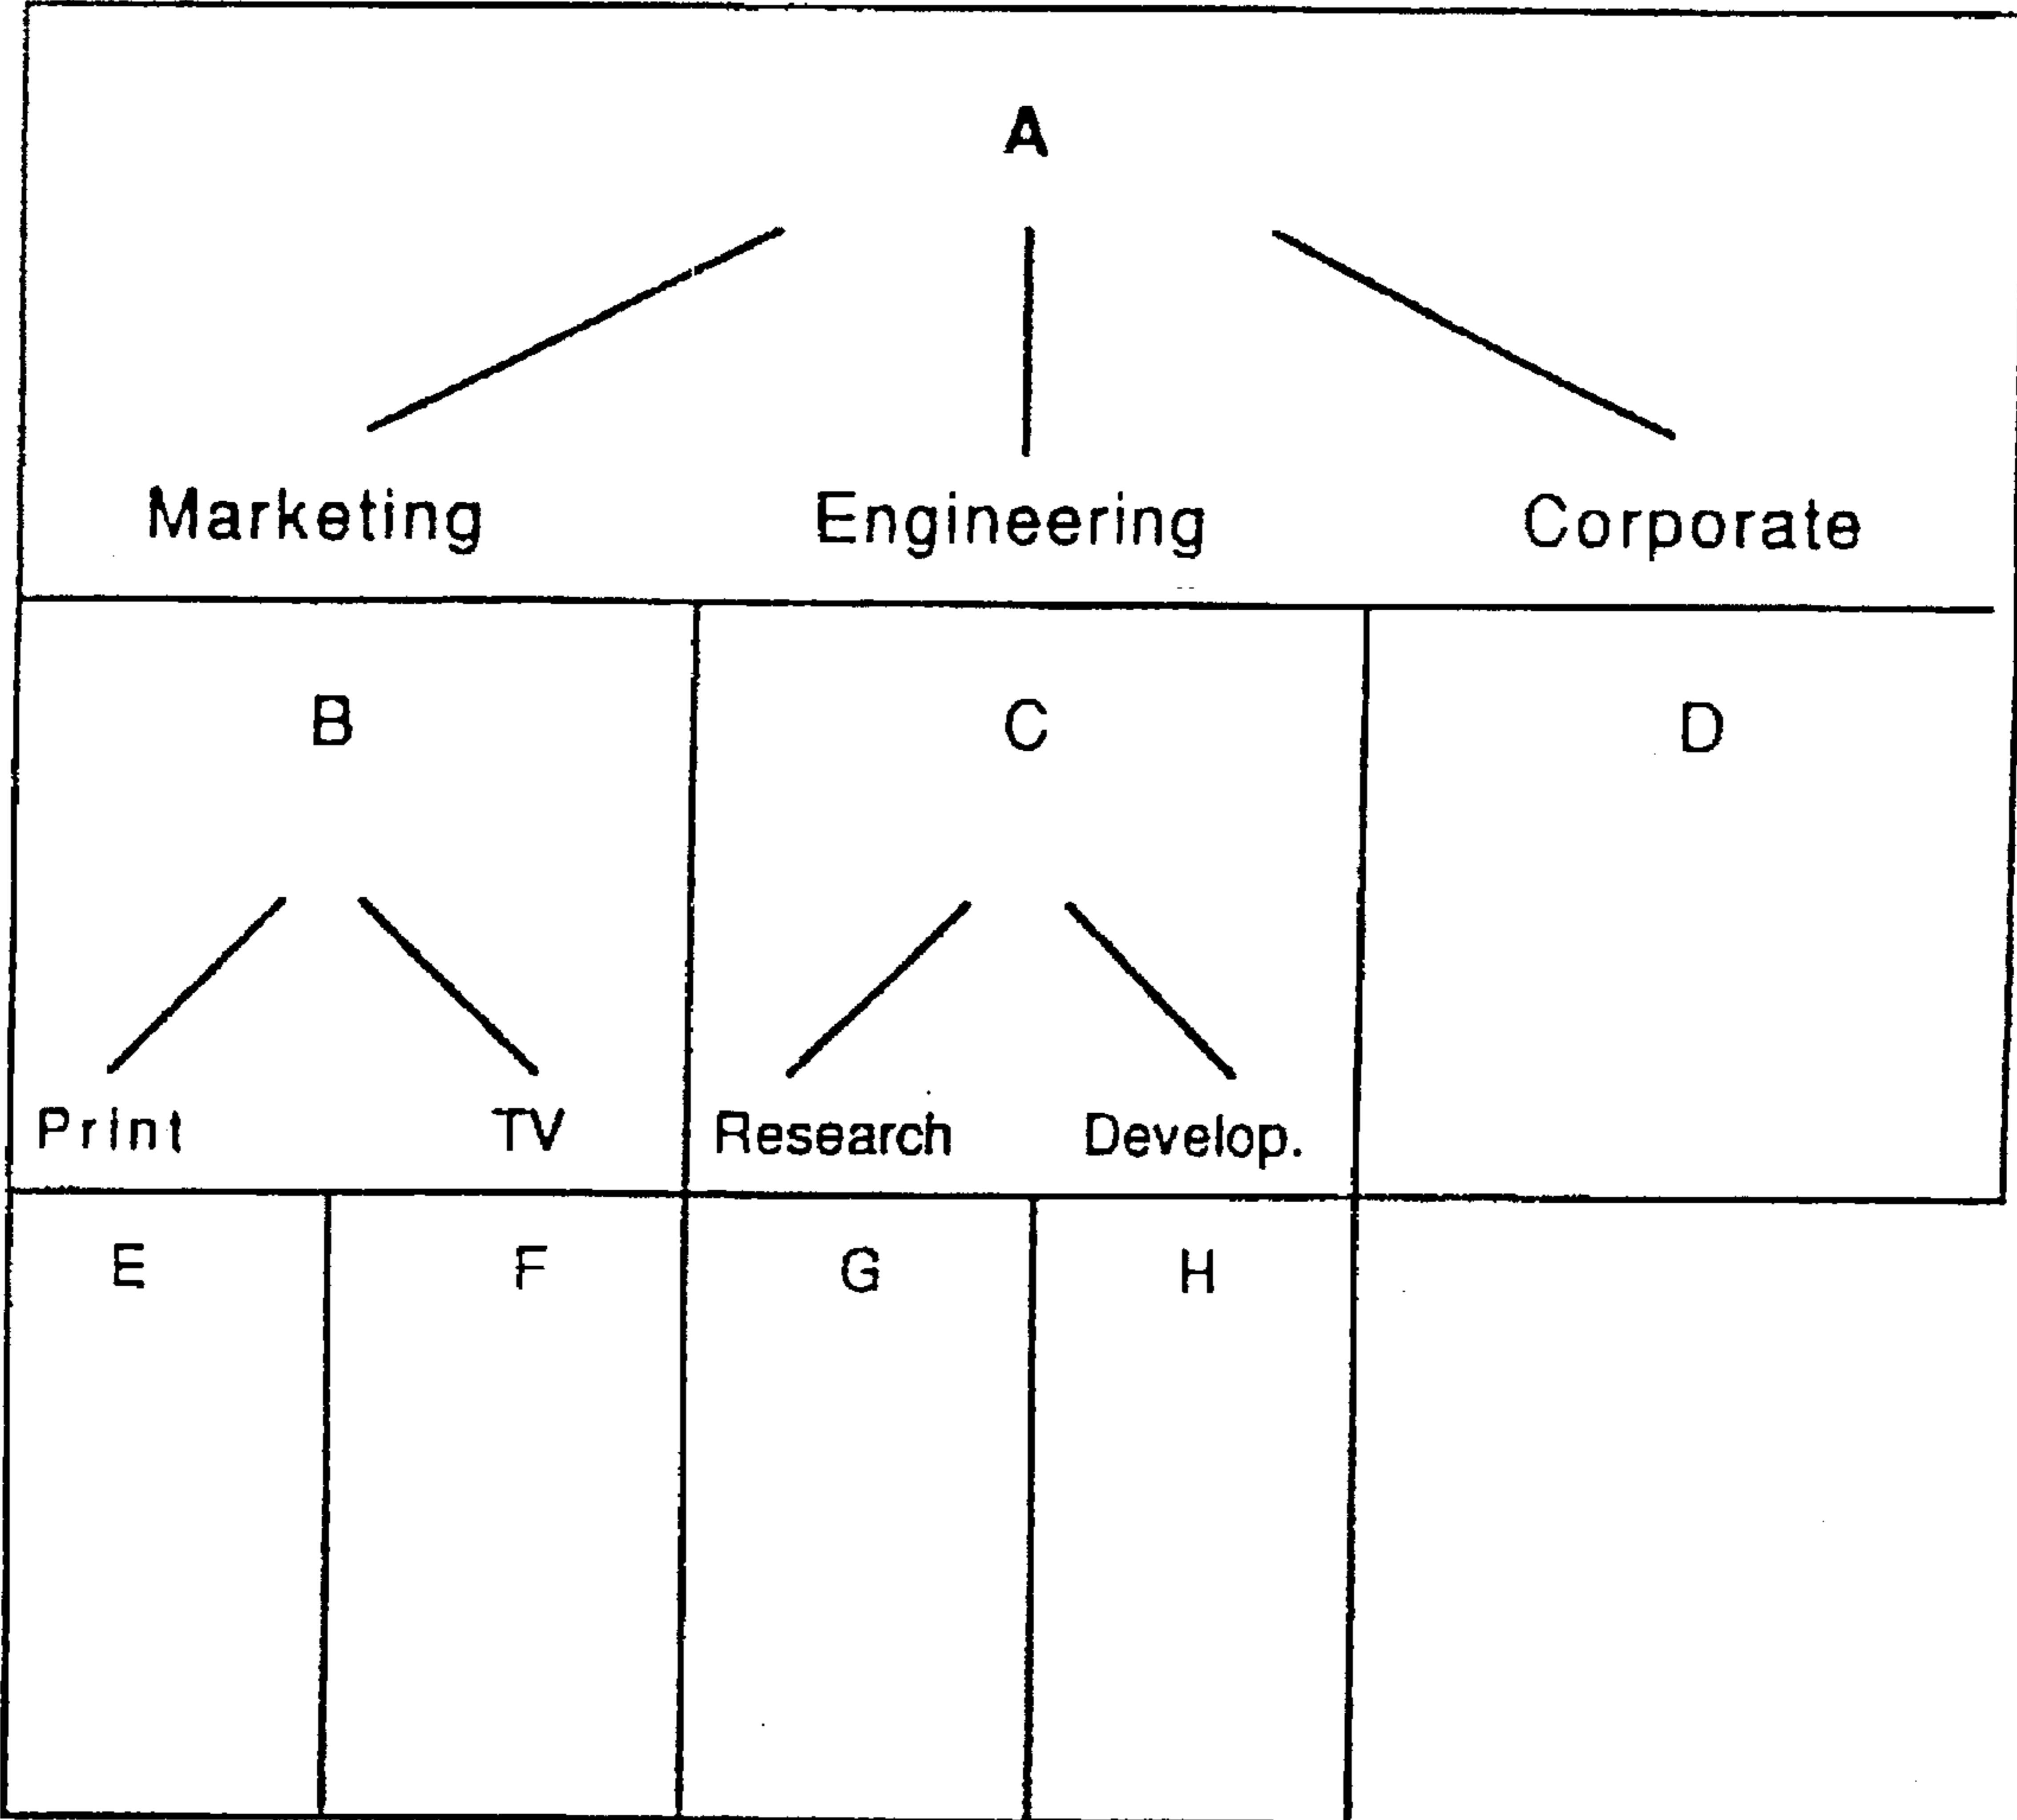 A
Marketing Engineering Corporate
B C D
Print TV Research Develop.
E F G H